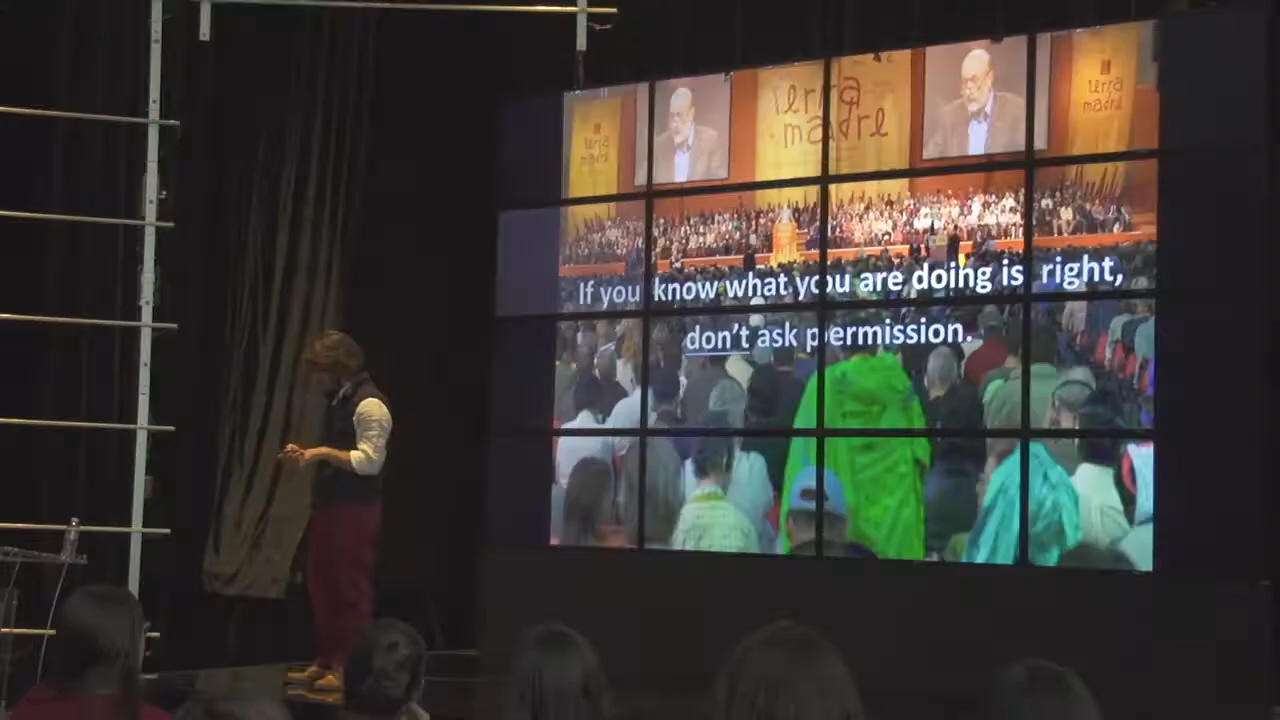 terra
madre
terra
madre
terra
madre
If you know what you are doing is right,
don't ask permission.